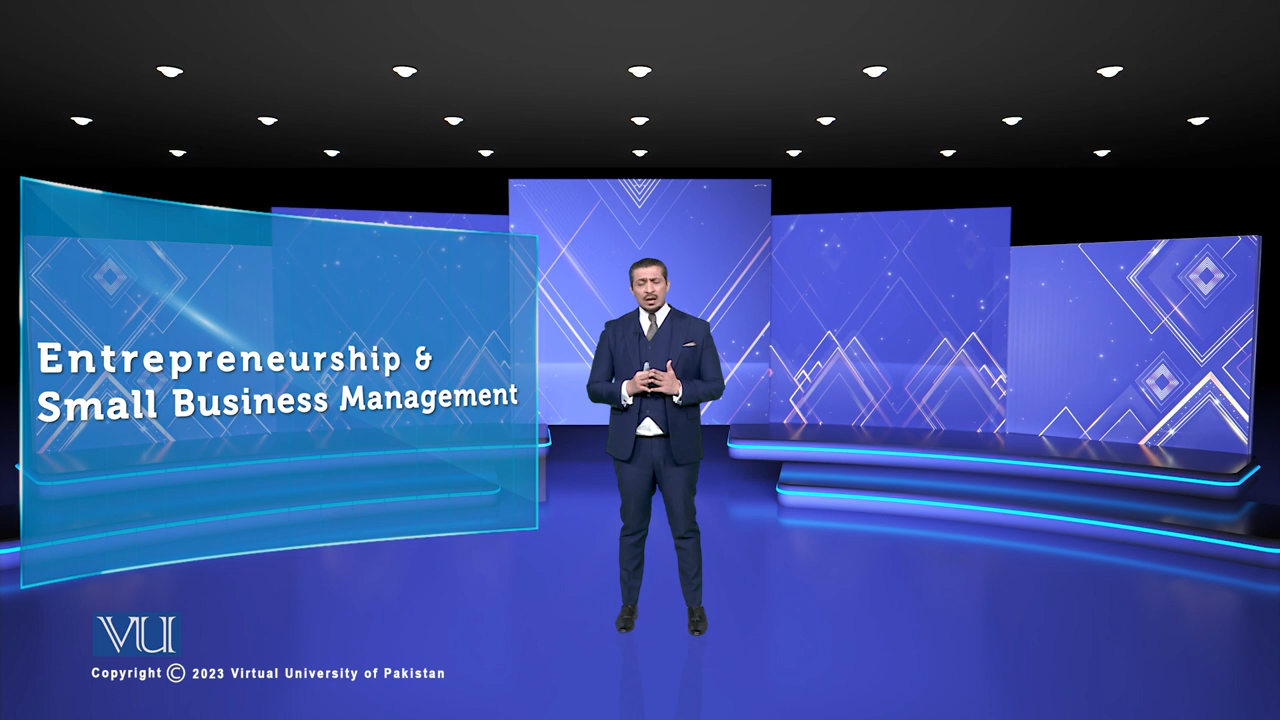 Entrepreneurship &
Small Business Management
VU
Copyright © 2023 Virtual University of Pakistan